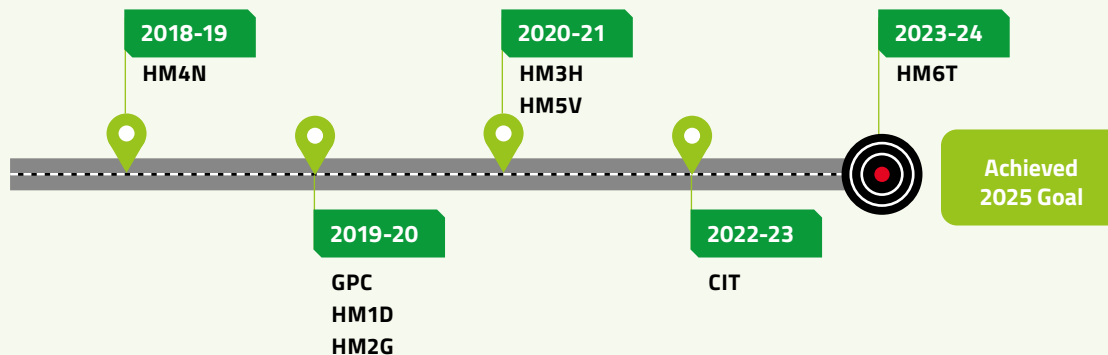 2018-19
HM4N
2019-20
GPC
HM1D
HM2G
2020-21
HM3H
HM5V
2022-23
CIT
2023-24
HM6T
Achieved
2025 Goal